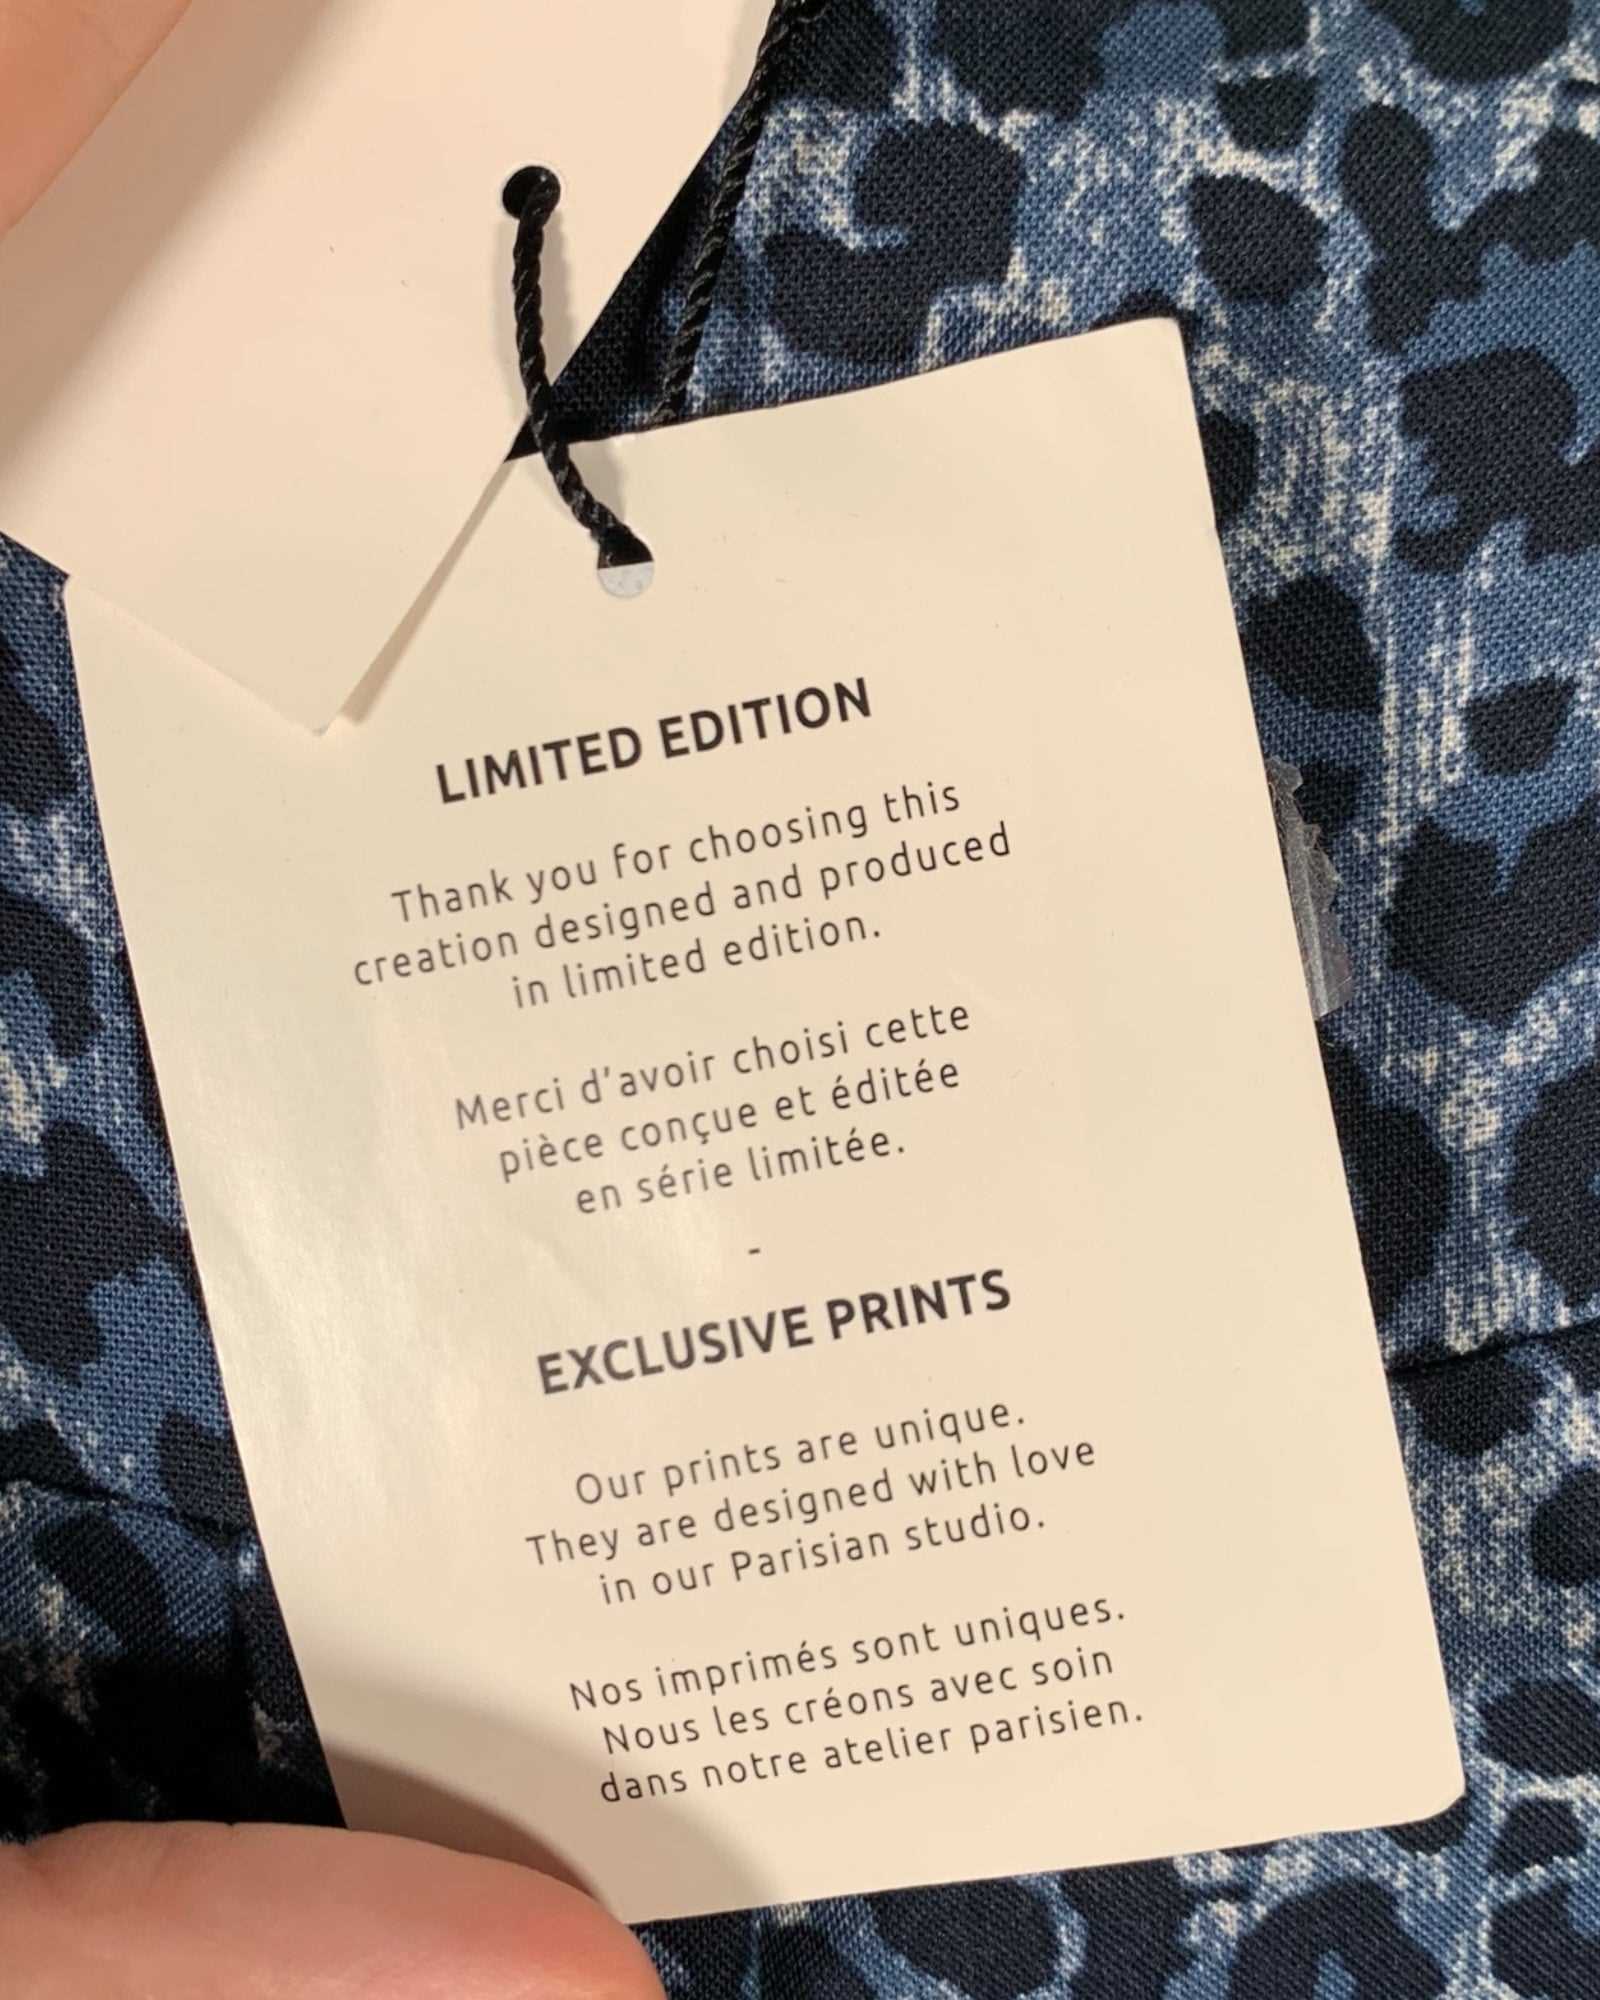 LIMITED EDITION
Thank you for choosing this
creation designed and produced
in limited edition.
Merci d'avoir choisi cette
pièce conçue et éditée
en série limitée.
-
EXCLUSIVE PRINTS
Our prints are unique.
They are designed with love
in our Parisian studio.
Nos imprimés sont uniques.
Nous les créons avec soin
dans notre atelier parisien.